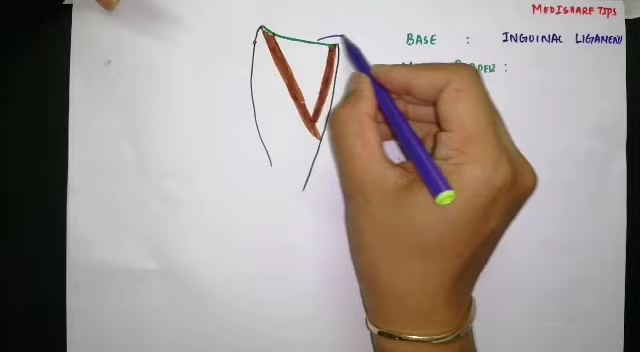 MEDISHARE TIPS
BASE : INGUINAL LIGAMENT
: